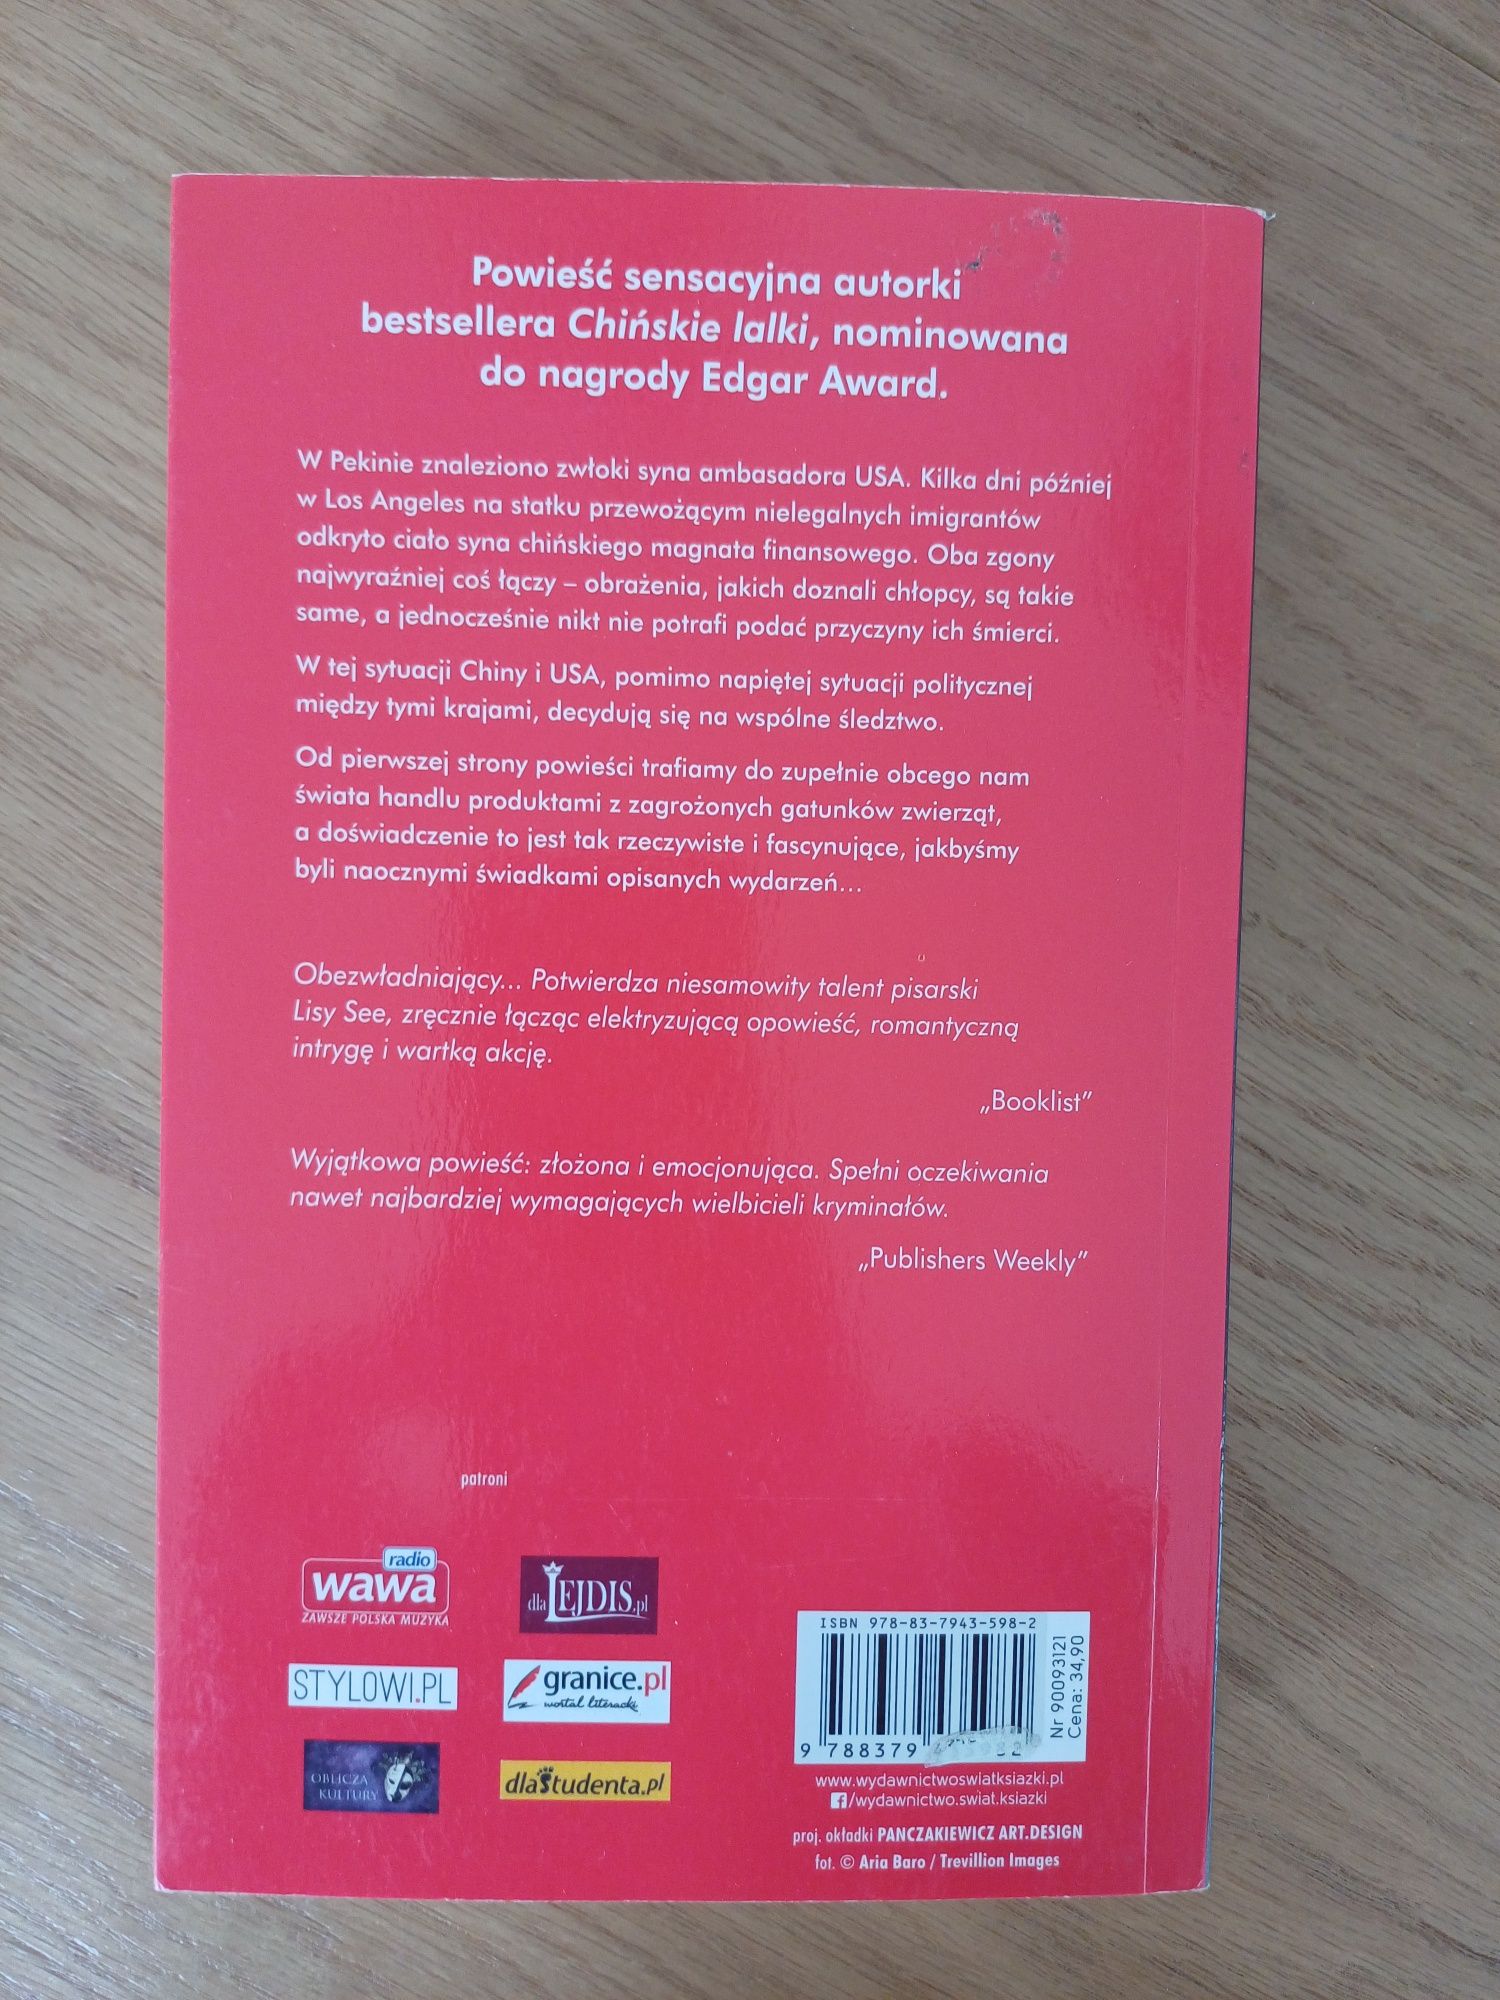 Powieść sensacyjna autorki
bestsellera Chińskie lalki, nominowana
do nagrody Edgar Award.
W Pekinie znaleziono zwłoki syna ambasadora USA. Kilka dni później
w Los Angeles na statku przewożącym nielegalnych imigrantów
odkryto ciało syna chińskiego magnata finansowego. Oba zgony
najwyraźniej coś łączy – obrażenia, jakich doznali chłopcy, są takie
same, a jednocześnie nikt nie potrafi podać przyczyny ich śmierci.
W tej sytuacji Chiny i USA, pomimo napiętej sytuacji politycznej
między tymi krajami, decydują się na wspólne śledztwo.
Od pierwszej strony powieści trafiamy do zupełnie obcego nam
świata handlu produktami z zagrożonych gatunków zwierząt,
a doświadczenie to jest tak rzeczywiste i fascynujące, jakbyśmy
byli naocznymi świadkami opisanych wydarzeń...
Obezwładniający... Potwierdza niesamowity talent pisarski
Lisy See, zręcznie łącząc elektryzującą opowieść, romantyczną
intrygę i wartką akcję.
„Booklist”
Wyjątkowa powieść: złożona i emocjonująca. Spełni oczekiwania
nawet najbardziej wymagających wielbicieli kryminałów.
„Publishers Weekly”
patroni
radio
wawa
ZAWSZE POLSKA MUZYKA
dlaLEJDIS.pl
STYLOWI.PL
granice.pl
wortal literacki
OBLICZA
KULTURY
dlaStudenta.pl
ISBN 978-83-7943-598-2
9 788379
Nr 90093121
Cena: 34,90
www.wydawnictwoswiatksiazki.pl
f/wydawnictwo.swiat.ksiazki
proj. okładki PANCZAKIEWICZ ART.DESIGN
fot. © Aria Baro / Trevillion Images